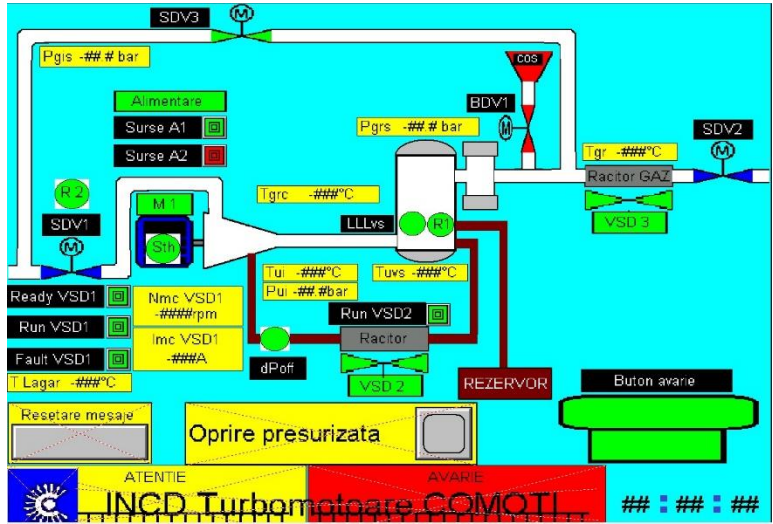 SDV3
M
Pgis -##.# bar
cos
Alimentare
BDV1
Surse A1
M
Pgrs -##.# bar
SDV2
Surse A2
Tgr -###°C
M
Racitor GAZ
R 2
Tgrc -###°C
M 1
VSD 3
SDV1
LLLvs
R1
M
Sth
Tui -###°C
Tuvs -###°C
Pui -##.#bar
Ready VSD1
Nmc VSD1
-####rpm
Run VSD2
Run VSD1
Imc VSD1
-###A
Racitor
Fault VSD1
dPoff
T Lagar -###°C
VSD 2
REZERVOR
Buton avarie
Resetare mesaje
Oprire presurizata
ATENTIE
AVARIE
INCD Turbomotoare COMOTI
## : ## : ##